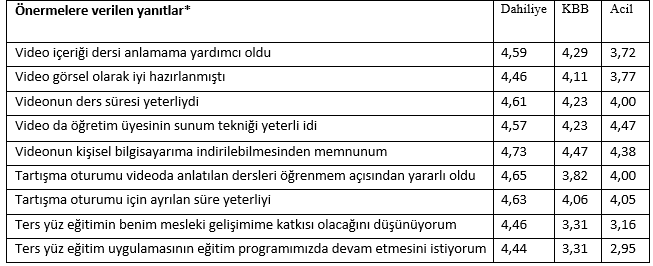 Önermelere verilen yanıtlar* Dahiliye KBB Acil
Video içeriği dersi anlamama yardımcı oldu 4,59 4,29 3,72
Video görsel olarak iyi hazırlanmıştı 4,46 4,11 3,77
Videonun ders süresi yeterliydi 4,61 4,23 4,00
Video da öğretim üyesinin sunum tekniği yeterli idi 4,57 4,23 4,47
Videonun kişisel bilgisayarıma indirilebilmesinden memnunum 4,73 4,47 4,38
Tartışma oturumu videoda anlatılan dersleri öğrenmem açısından yararlı oldu 4,65 3,82 4,00
Tartışma oturumu için ayrılan süre yeterliyi 4,63 4,06 4,05
Ters yüz eğitimin benim mesleki gelişimime katkısı olacağını düşünüyorum 4,46 3,31 3,16
Ters yüz eğitim uygulamasının eğitim programımızda devam etmesini istiyorum 4,44 3,31 2,95